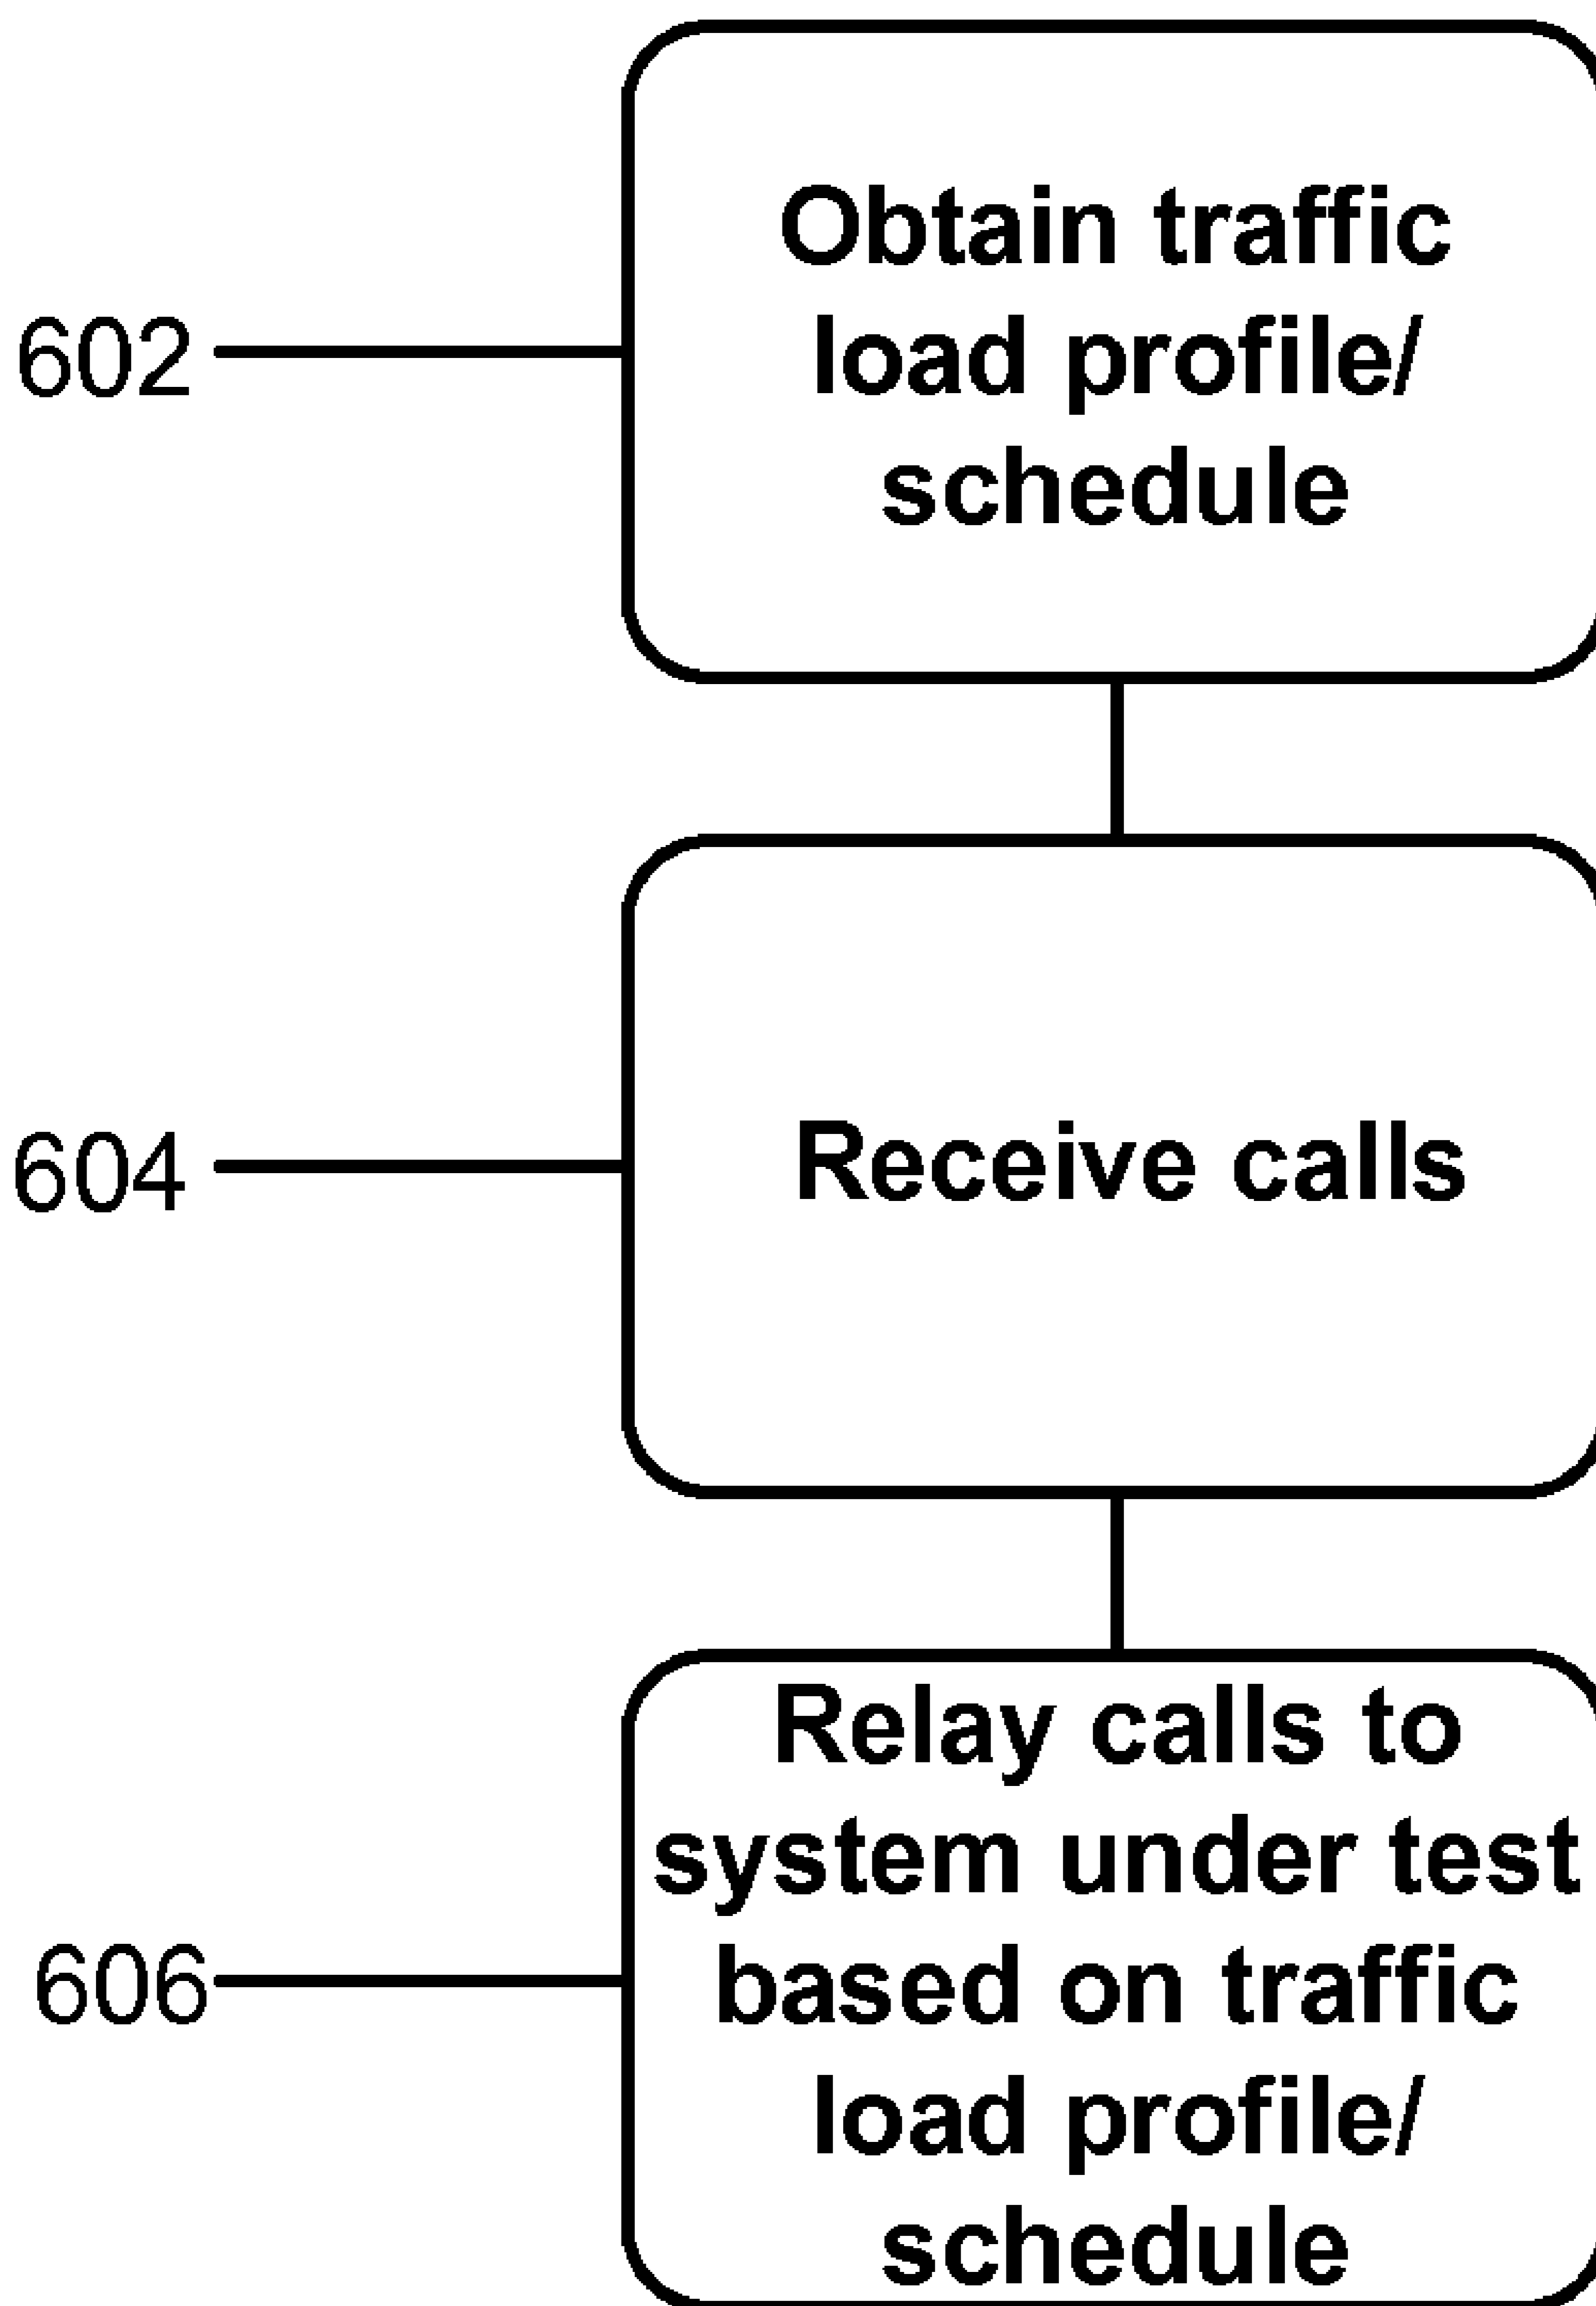 Obtain traffic
load profile/
schedule
602
Receive calls
604
Relay calls to
system under test
based on traffic
load profile/
schedule
606